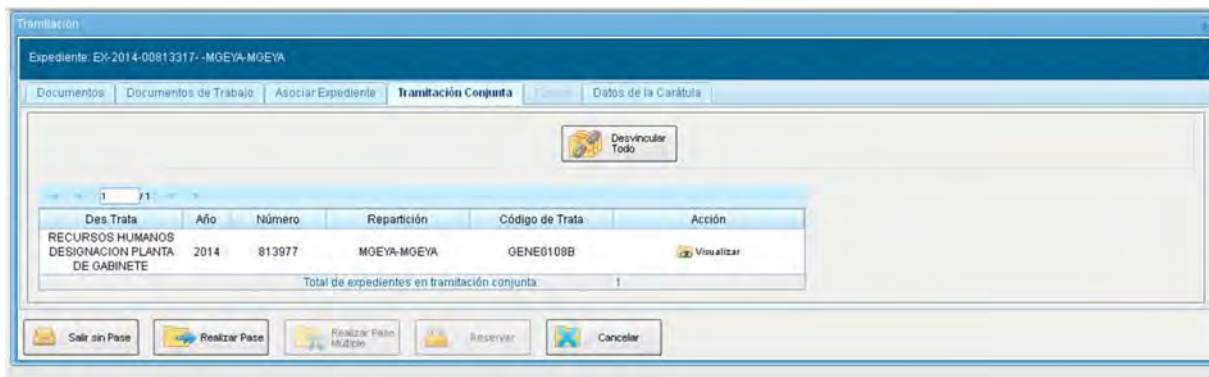 Tramitación
Expediente: EX-2014-00813317- -MGEYA-MGEYA
Documentos Documentos de Trabajo Asociar Expediente Tramitación Conjunta Datos de la Carátula
Desvincular
Todo
1 / 1
Des.Trata Año Número Repartición Código de Trata Acción
RECURSOS HUMANOS
DESIGNACION PLANTA 2014 813977 MGEYA-MGEYA GENE0108B Visualizar
DE GABINETE
Total de expedientes en tramitación conjunta 1
Salir sin Pase Realizar Pase Realizar Pase Múltiple Reservar Cancelar